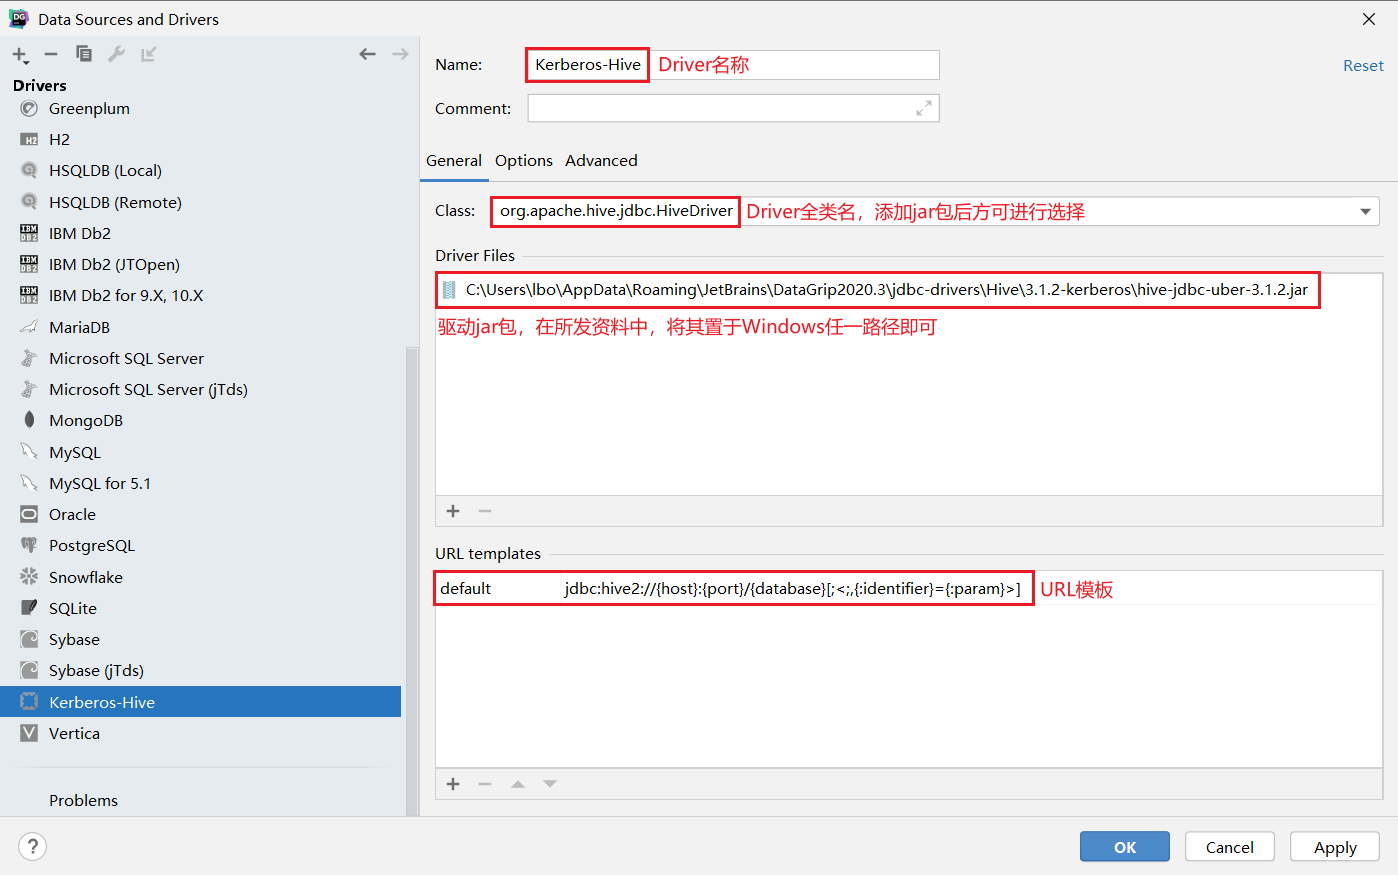 Data Sources and Drivers
Drivers
Greenplum
H2
HSQLDB (Local)
HSQLDB (Remote)
IBM Db2
IBM Db2 (JTOpen)
IBM Db2 for 9.X, 10.X
MariaDB
Microsoft SQL Server
Microsoft SQL Server (jTds)
MongoDB
MySQL
MySQL for 5.1
Oracle
PostgreSQL
Snowflake
SQLite
Sybase
Sybase (jTds)
Kerberos-Hive
Vertica
Problems
Name: Kerberos-Hive Driver名称 Reset
Comment:
General Options Advanced
Class: org.apache.hive.jdbc.HiveDriver Driver全类名，添加jar包后方可进行选择
Driver Files
C:\Users\lbo\AppData\Roaming\JetBrains\DataGrip2020.3\jdbc-drivers\Hive\3.1.2-kerberos\hive-jdbc-uber-3.1.2.jar
驱动jar包，在所发资料中，将其置于Windows任一路径即可
URL templates
default jdbc:hive2://{host}:{port}/{database}[;<;,{:identifier}={:param}>] URL模板
? OK Cancel Apply